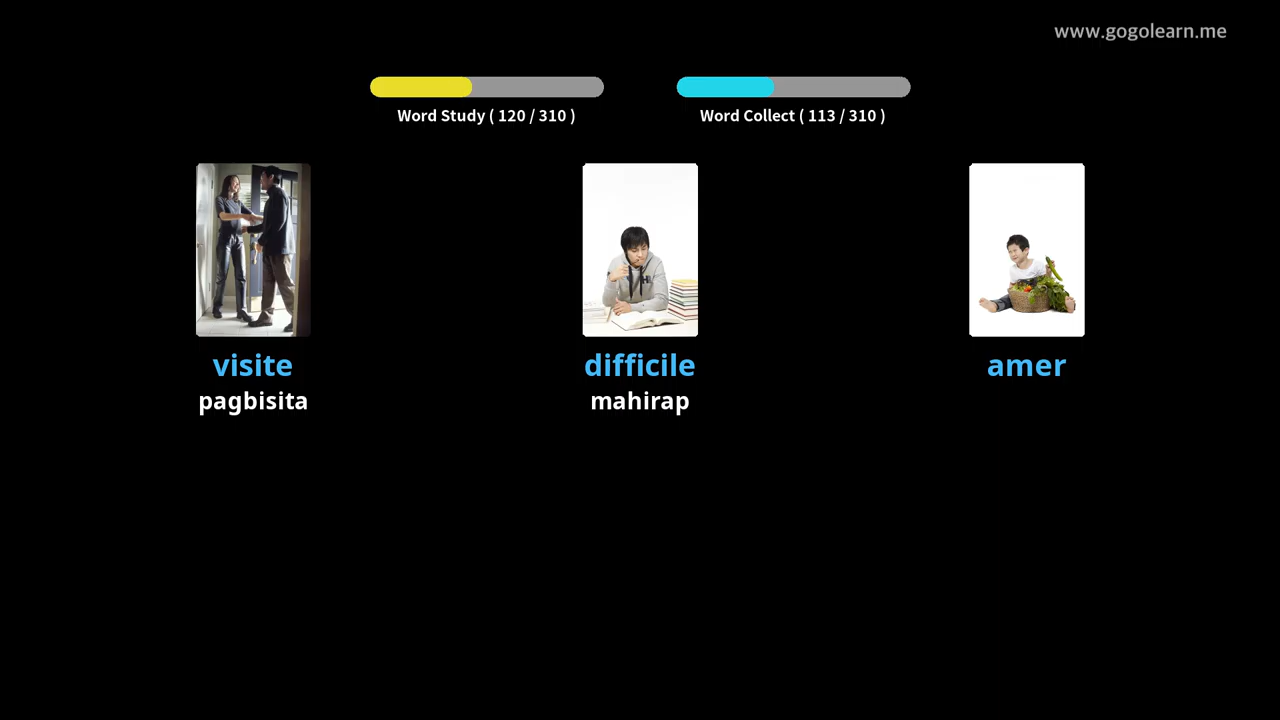 www.gogolearn.me
Word Study ( 120 / 310 )
Word Collect ( 113 / 310 )
visite
pagbisita
difficile
mahirap
amer